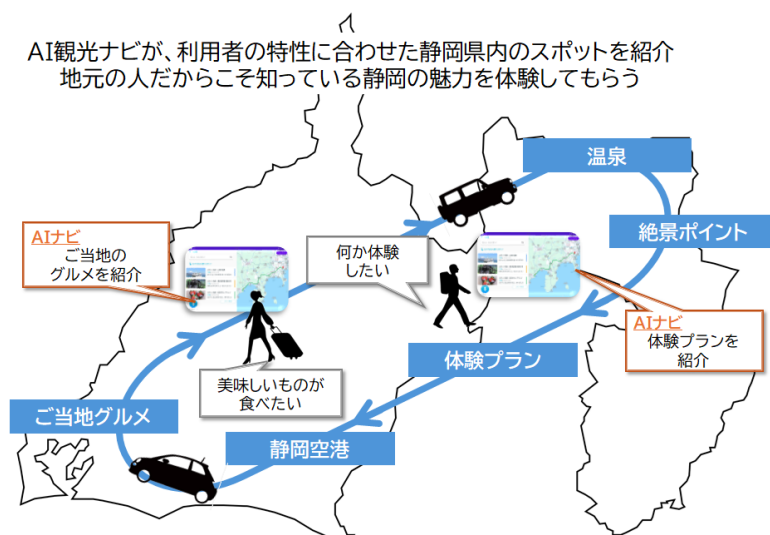 AI観光ナビが、利用者の特性に合わせた静岡県内のスポットを紹介
地元の人だからこそ知っている静岡の魅力を体験してもらう
温泉
絶景ポイント
AIナビ
ご当地の
グルメを紹介
何か体験
したい
AIナビ
体験プランを
紹介
体験プラン
美味しいものが
食べたい
ご当地グルメ
静岡空港